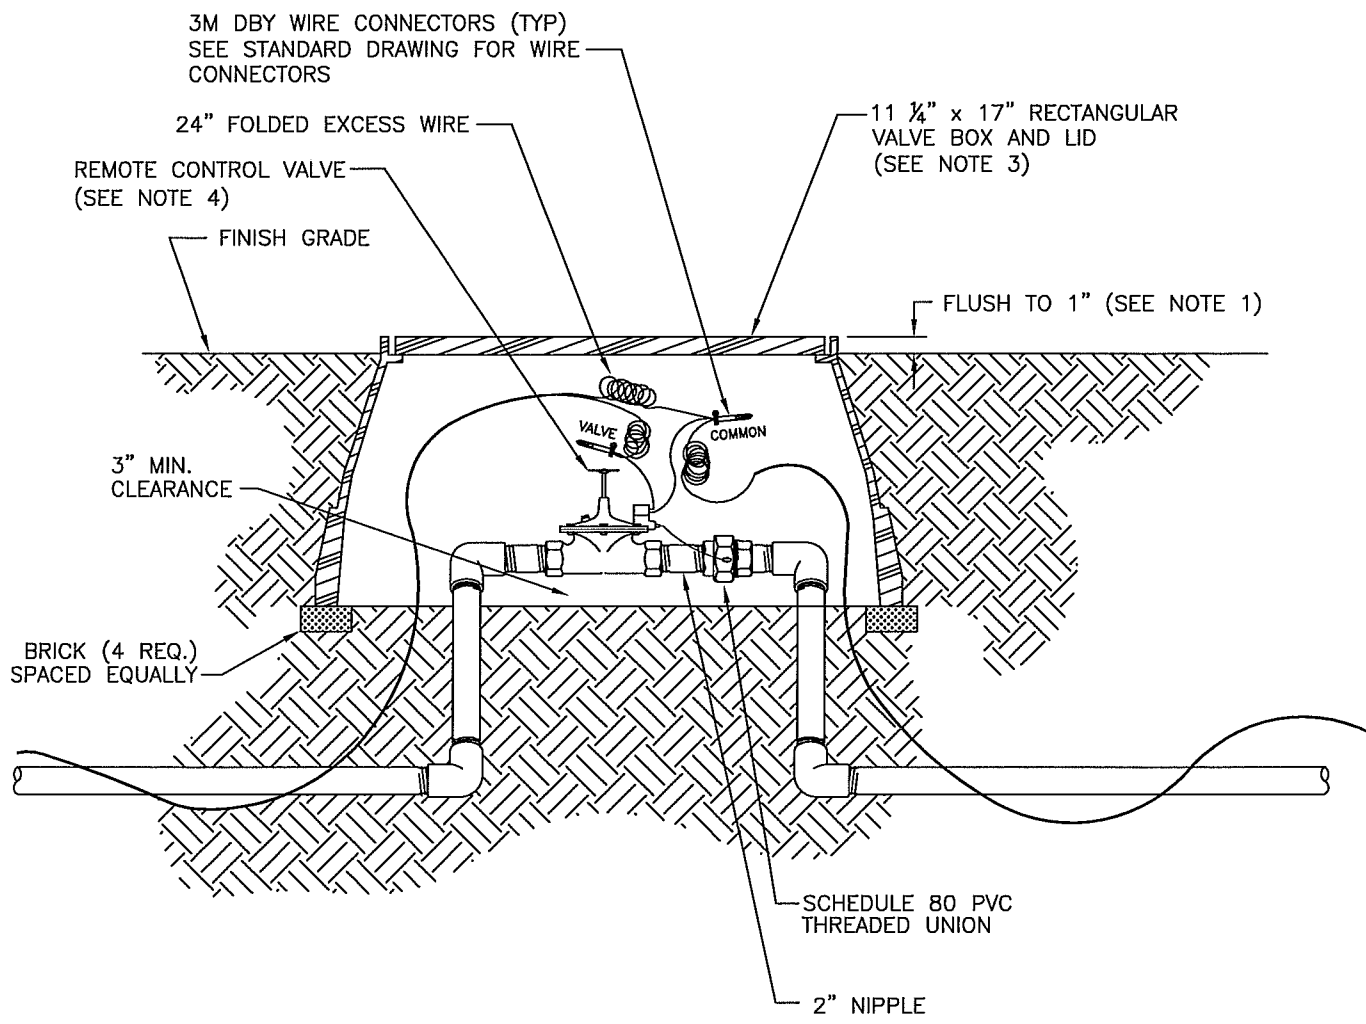 3M DBY WIRE CONNECTORS (TYP)
SEE STANDARD DRAWING FOR WIRE
CONNECTORS
24” FOLDED EXCESS WIRE
11 ¼” x 17” RECTANGULAR
VALVE BOX AND LID
(SEE NOTE 3)
REMOTE CONTROL VALVE
(SEE NOTE 4)
FINISH GRADE
FLUSH TO 1” (SEE NOTE 1)
VALVE
COMMON
3” MIN.
CLEARANCE
BRICK (4 REQ.)
SPACED EQUALLY
SCHEDULE 80 PVC
THREADED UNION
2” NIPPLE